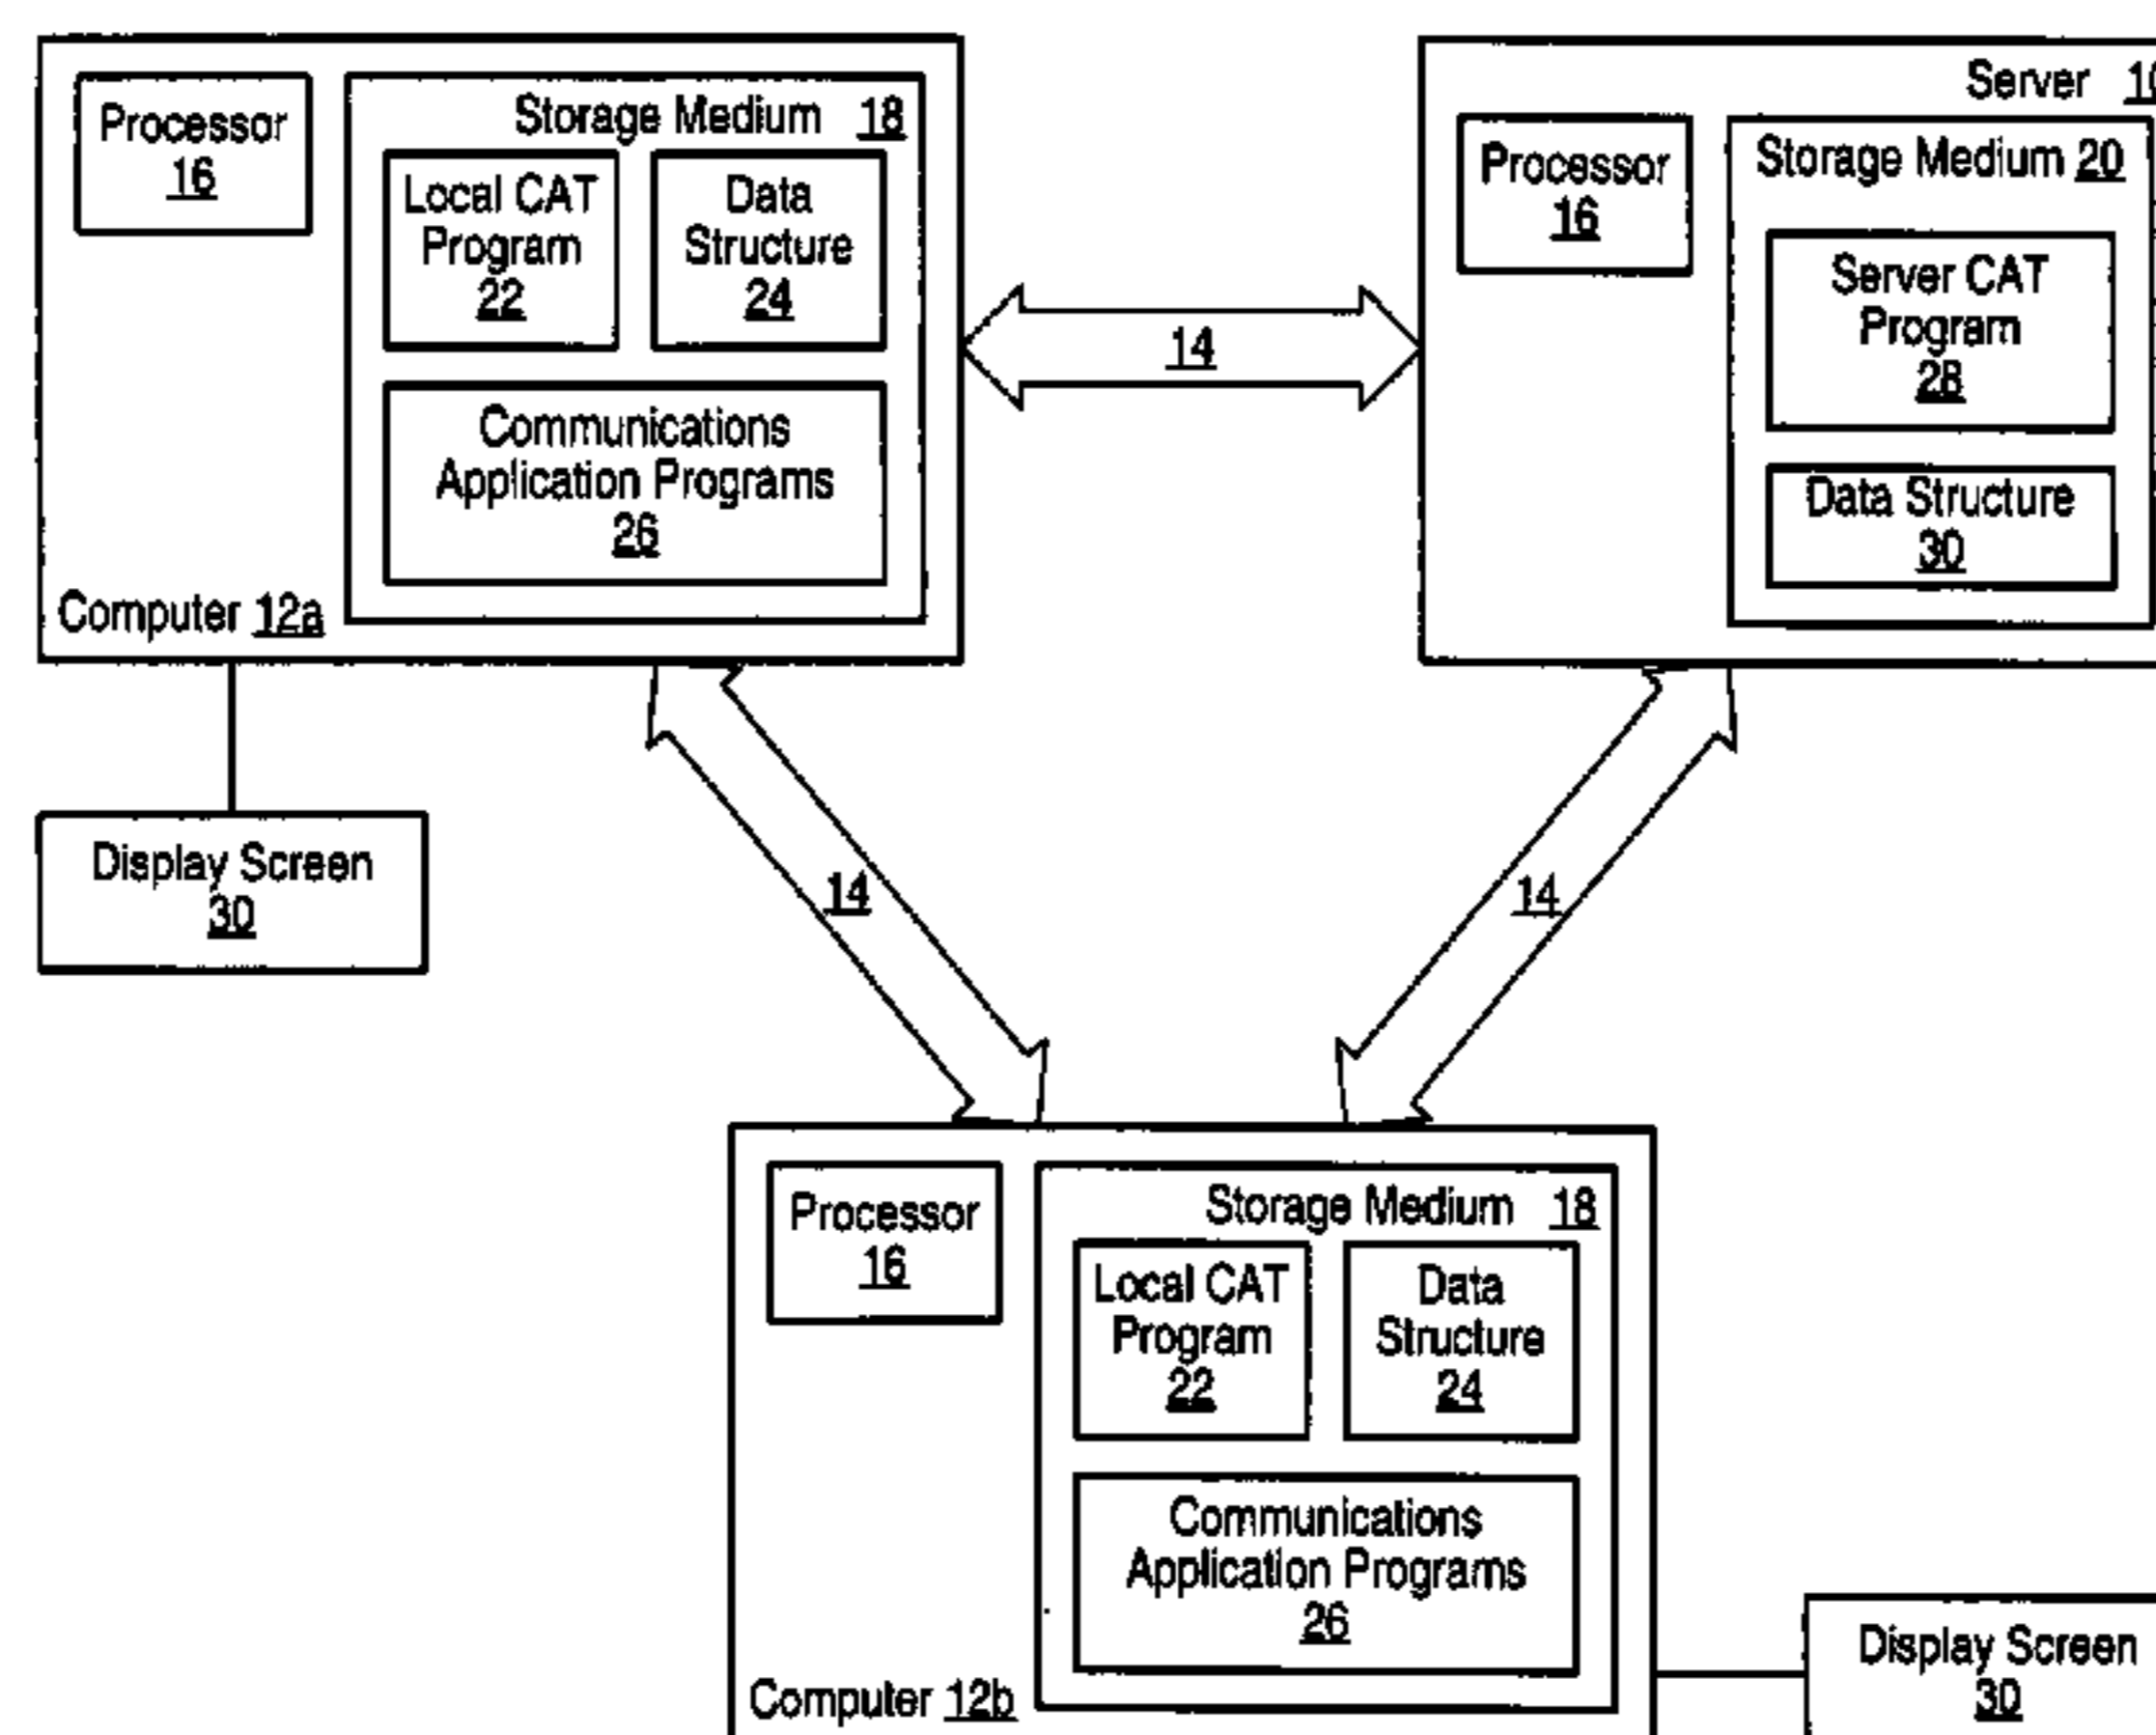 Processor
16
Storage Medium 18
Local CAT
Program
22
Data
Structure
24
Communications
Application Programs
26
Computer 12a
14
Server
Processor
16
Storage Medium 20
Server CAT
Program
28
Data Structure
30
Display Screen
30
14
14
Processor
16
Storage Medium 18
Local CAT
Program
22
Data
Structure
24
Communications
Application Programs
26
Computer 12b
Display Screen
30